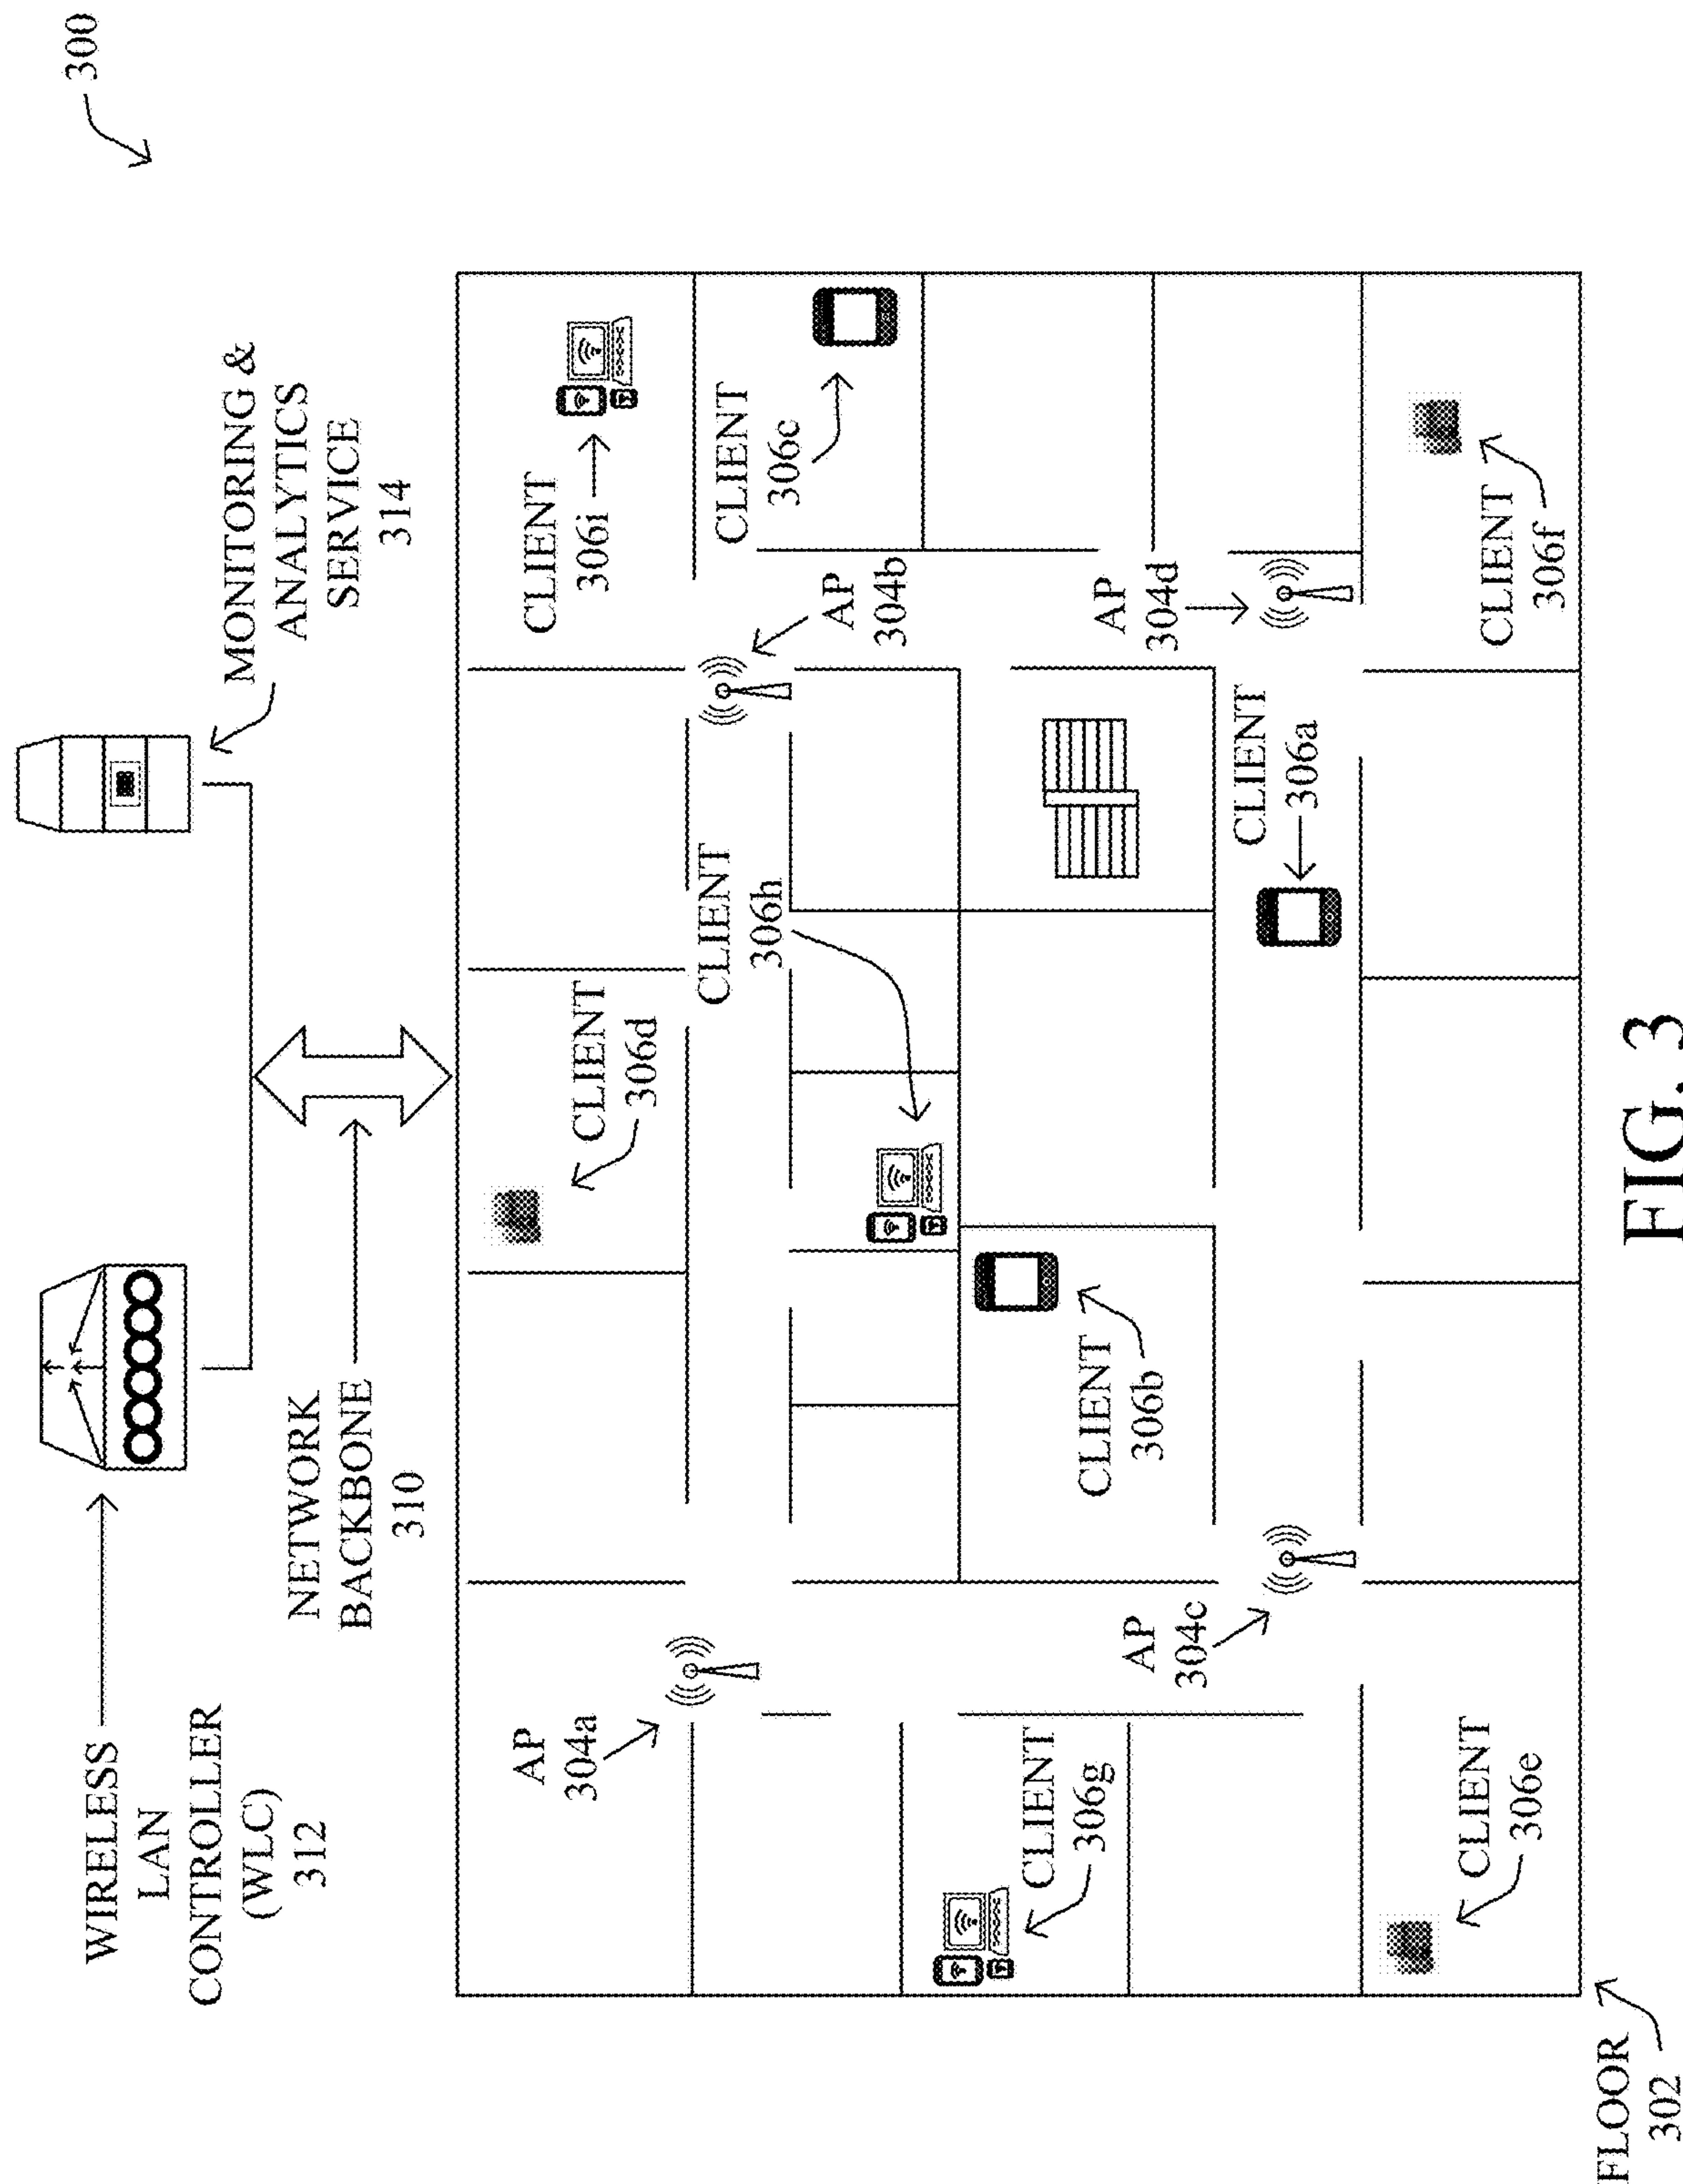 300
WIRELESS
LAN
CONTROLLER
(WLC)
312
MONITORING &
ANALYTICS
SERVICE
314
NETWORK
BACKBONE
310
AP
304a
CLIENT
306d
CLIENT
306i
CLIENT
306h
CLIENT
306c
AP
304b
CLIENT
306g
CLIENT
306b
AP
304c
AP
304d
CLIENT
306a
CLIENT
306e
CLIENT
306f
FLOOR
302
FIG. 3